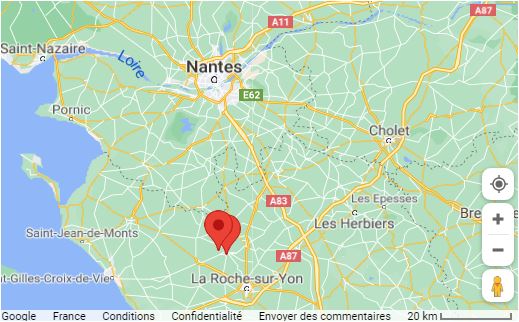 A87
A11
Saint-Nazaire
Loire
Nantes
E62
Pornic
Cholet
A83
Les Epesses
Les Herbiers
Bre
Saint-Jean-de-Monts
A87
nt-Gilles-Croix-de-Vie
La Roche-sur-Yon
Google France Conditions Confidentialité Envoyer des commentaires 20 km